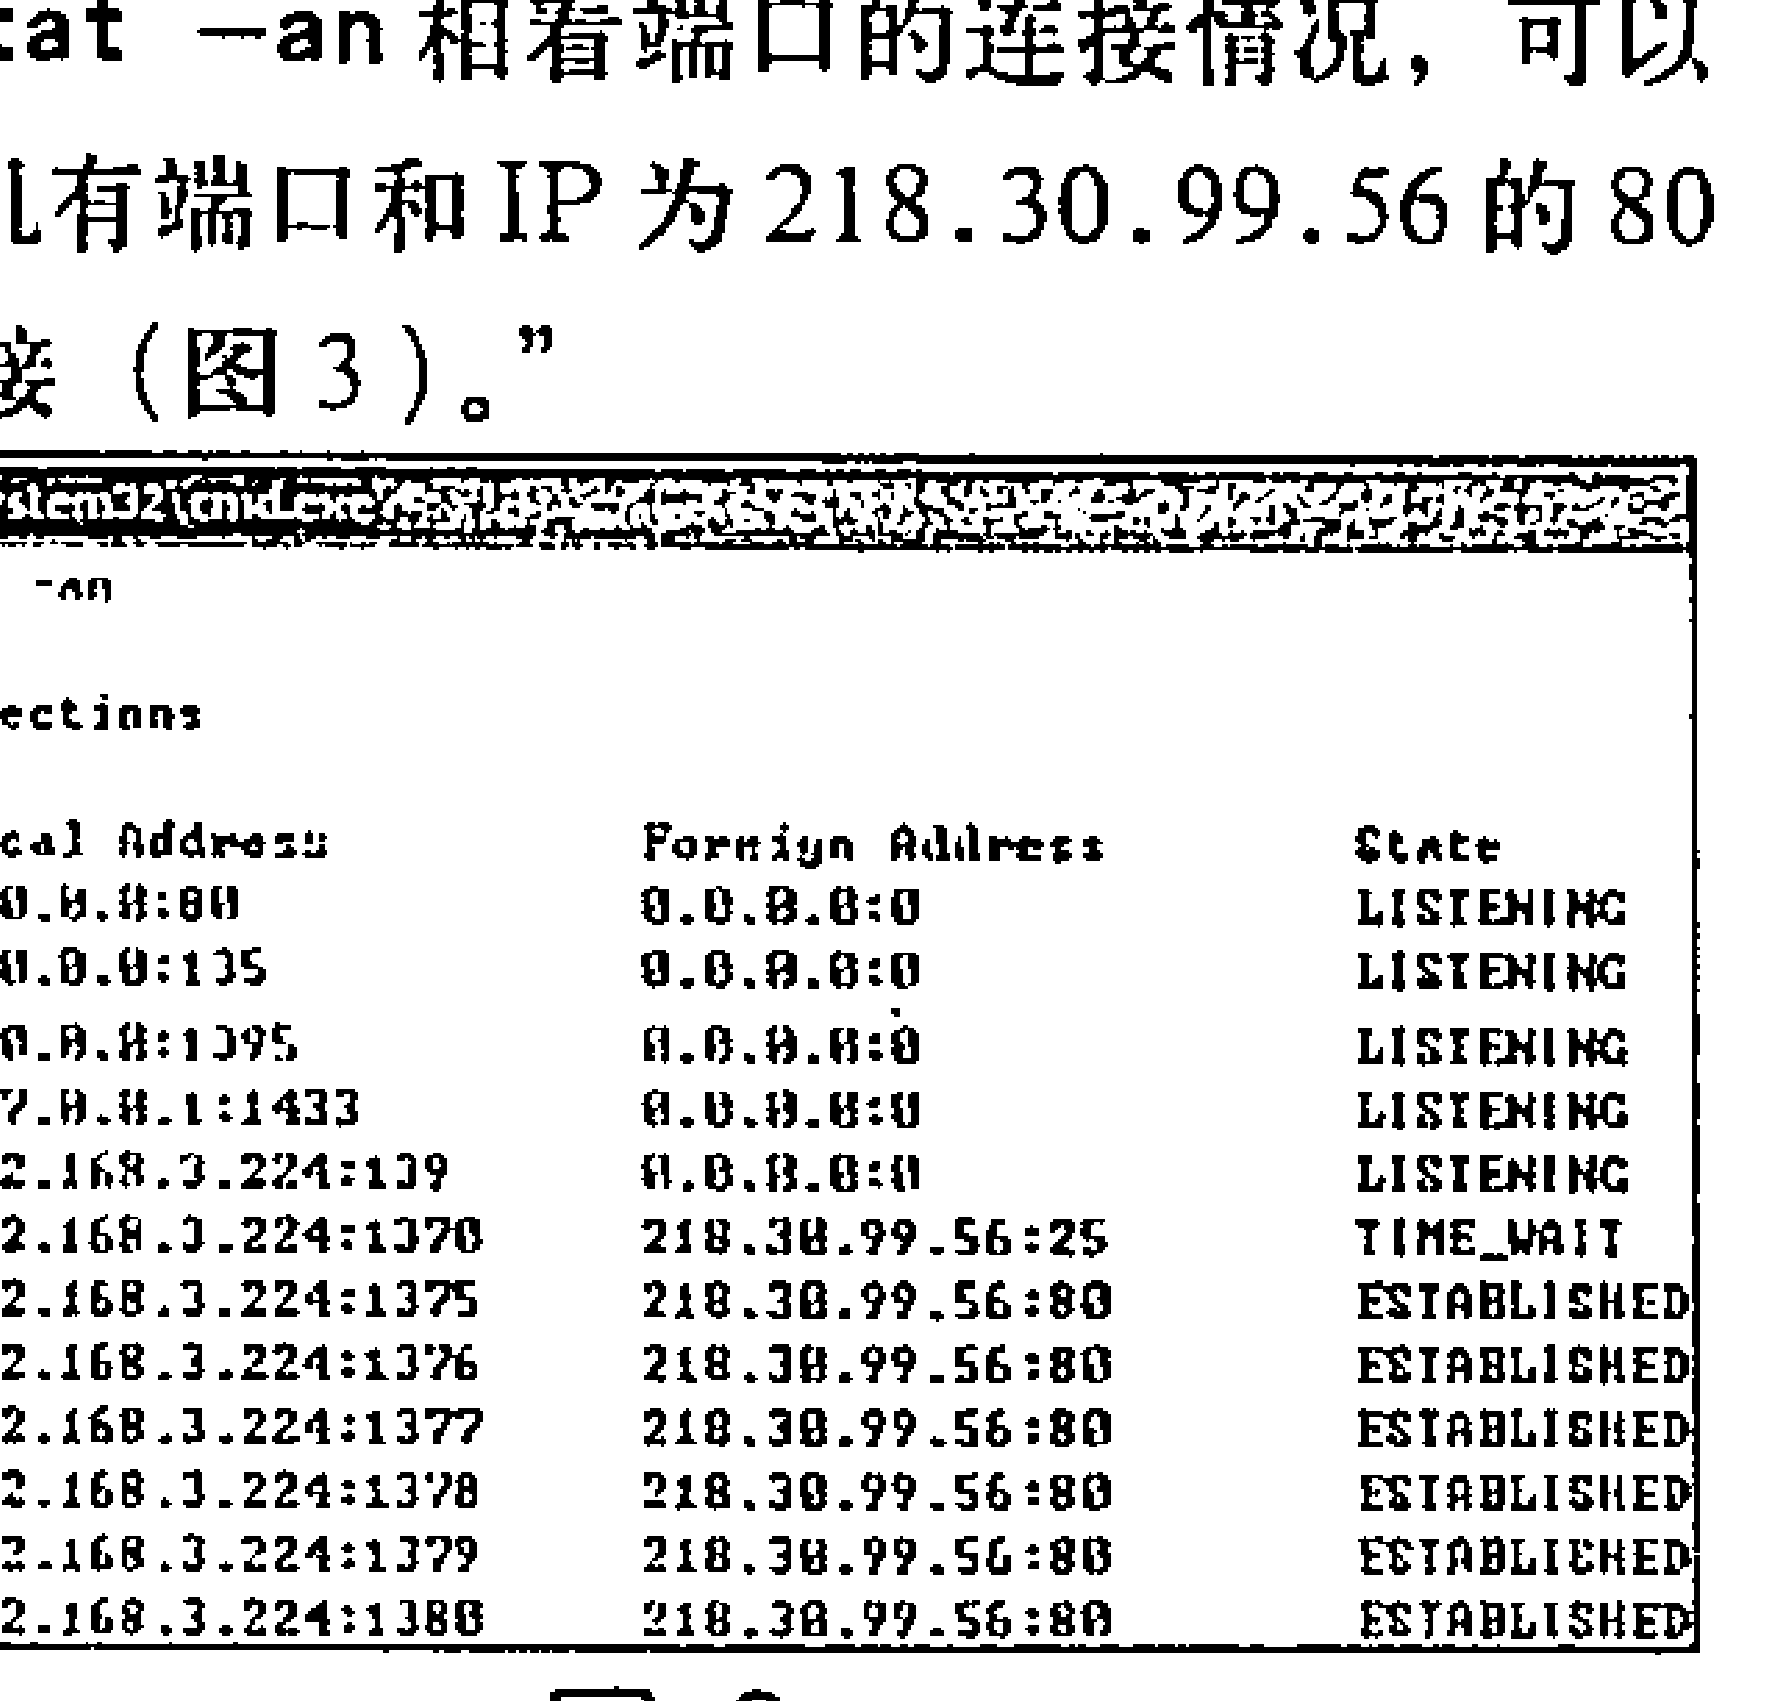 tat －an 相看端口的连接情况，可以
机有端口和 IP 为 218.30.99.56 的 80
接（图 3）。”
stem32\cmd.exe
-an
ections
cal Address Foreign Address State
0.0.0:80 0.0.0.0:0 LISTENING
0.0.0:135 0.0.0.0:0 LISTENING
0.0.0:1395 0.0.0.0:0 LISTENING
7.0.0.1:1433 0.0.0.0:0 LISTENING
2.168.3.224:139 0.0.0.0:0 LISTENING
2.168.3.224:1370 218.30.99.56:25 TIME_WAIT
2.168.3.224:1375 218.30.99.56:80 ESTABLISHED
2.168.3.224:1376 218.30.99.56:80 ESTABLISHED
2.168.3.224:1377 218.30.99.56:80 ESTABLISHED
2.168.3.224:1378 218.30.99.56:80 ESTABLISHED
2.168.3.224:1379 218.30.99.56:80 ESTABLISHED
2.168.3.224:1380 218.30.99.56:80 ESTABLISHED